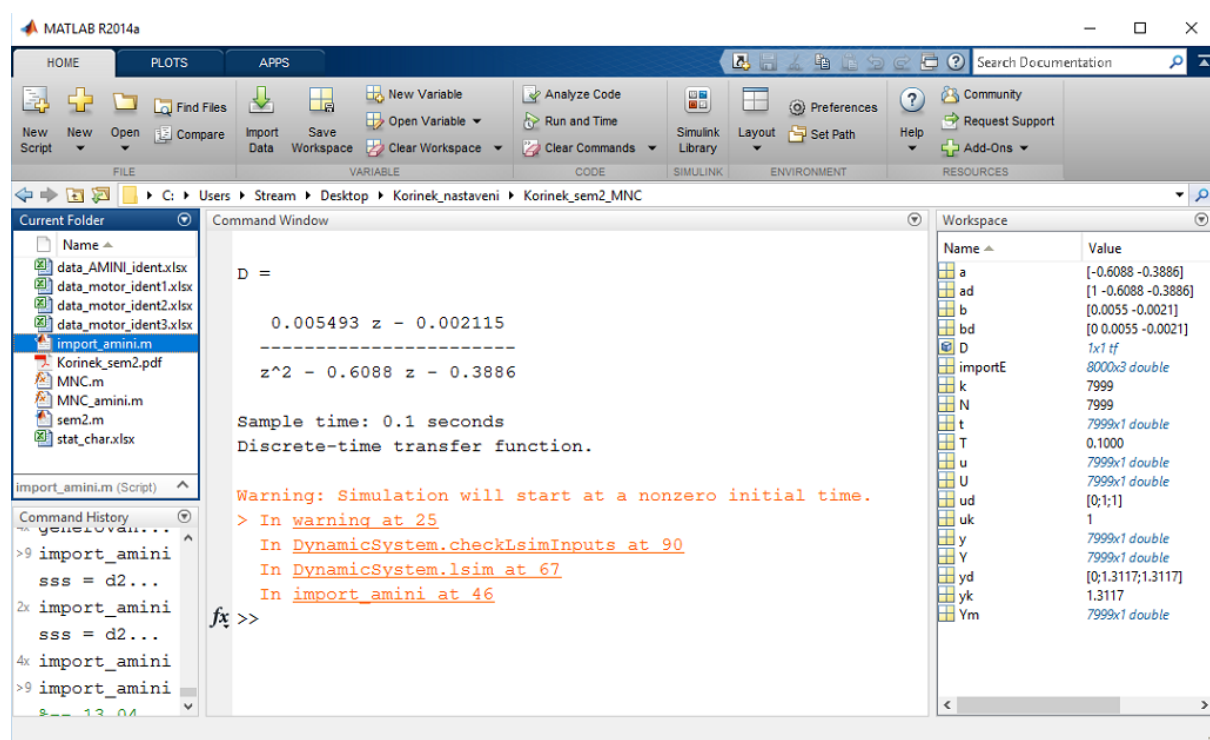 MATLAB R2014a
HOME PLOTS APPS
Search Documentation
New Script
New
Open
Find Files
Compare
Import Data
Save Workspace
New Variable
Open Variable
Clear Workspace
Analyze Code
Run and Time
Clear Commands
Simulink Library
Layout
Preferences
Set Path
Help
Community
Request Support
Add-Ons
FILE VARIABLE CODE SIMULINK ENVIRONMENT RESOURCES
C: Users Stream Desktop Korinek_nastaveni Korinek_sem2_MNC
Current Folder
Name
data_AMINI_ident.xlsx
data_motor_ident1.xlsx
data_motor_ident2.xlsx
data_motor_ident3.xlsx
import_amini.m
Korinek_sem2.pdf
MNC.m
MNC_amini.m
sem2.m
stat_char.xlsx
import_amini.m (Script)
Command History
4x generovan...
>9 import_amini
sss = d2...
2x import_amini
sss = d2...
4x import_amini
>9 import_amini
%-- 13.04
Command Window
D =
0.005493 z - 0.002115
-----------------------
z^2 - 0.6088 z - 0.3886
Sample time: 0.1 seconds
Discrete-time transfer function.
Warning: Simulation will start at a nonzero initial time.
> In warning at 25
In DynamicSystem.checkLsimInputs at 90
In DynamicSystem.lsim at 67
In import_amini at 46
fx >>
Workspace
Name Value
a [-0.6088 -0.3886]
ad [1 -0.6088 -0.3886]
b [0.0055 -0.0021]
bd [0 0.0055 -0.0021]
D 1x1 tf
importE 8000x3 double
k 7999
N 7999
t 7999x1 double
T 0.1000
u 7999x1 double
U 7999x1 double
ud [0;1;1]
uk 1
y 7999x1 double
Y 7999x1 double
yd [0;1.3117;1.3117]
yk 1.3117
Ym 7999x1 double